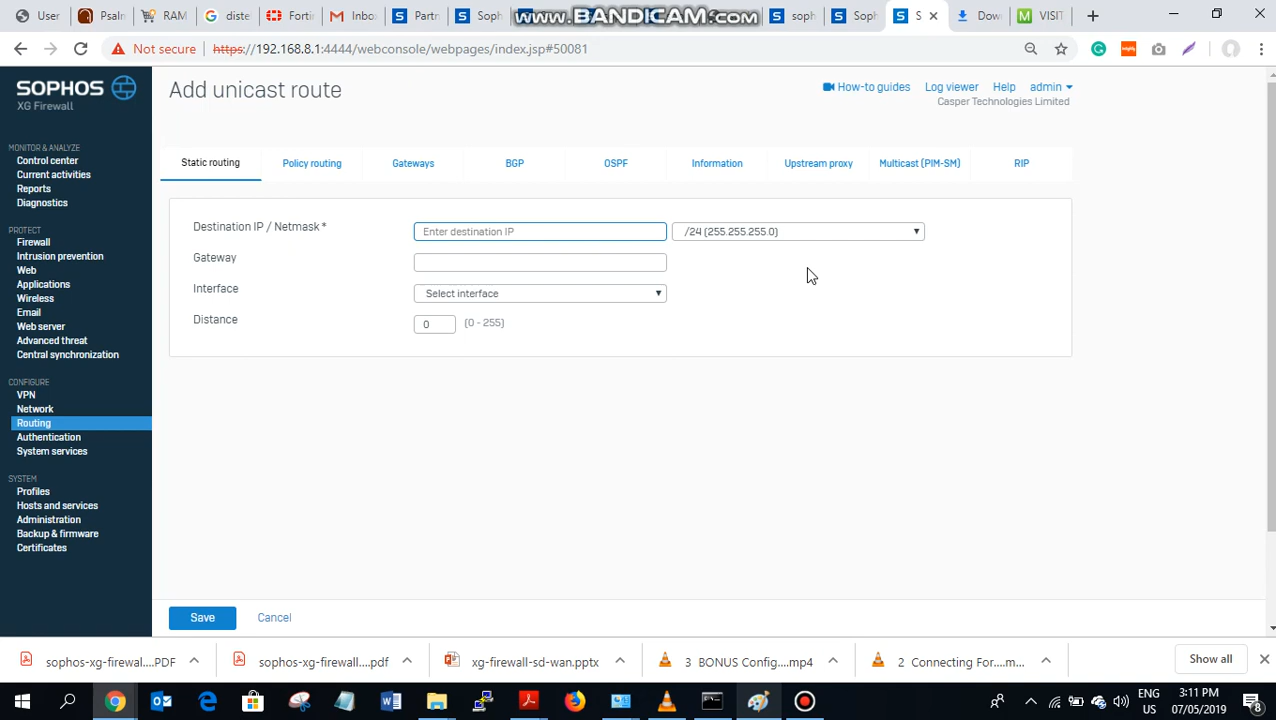 User
Psaln
RAM
diste
Forti
Inbo
Partn
Soph
www.BANDICAM.com
soph
Sopho
S
Dow
VISIT
Not secure
https://192.168.8.1:4444/webconsole/webpages/index.jsp#50081
SOPHOS
XG Firewall
Add unicast route
How-to guides
Log viewer
Help
admin
Casper Technologies Limited
MONITOR & ANALYZE
Control center
Current activities
Reports
Diagnostics
PROTECT
Firewall
Intrusion prevention
Web
Applications
Wireless
Email
Web server
Advanced threat
Central synchronization
CONFIGURE
VPN
Network
Routing
Authentication
System services
SYSTEM
Profiles
Hosts and services
Administration
Backup & firmware
Certificates
Static routing
Policy routing
Gateways
BGP
OSPF
Information
Upstream proxy
Multicast (PIM-SM)
RIP
Destination IP / Netmask *
Enter destination IP
/24 (255.255.255.0)
Gateway
Interface
Select interface
Distance
0
(0 - 255)
Save
Cancel
sophos-xg-firewal....PDF
sophos-xg-firewall....pdf
xg-firewall-sd-wan.pptx
3 BONUS Config....mp4
2 Connecting For....m...
Show all
ENG
US
3:11 PM
07/05/2019
8